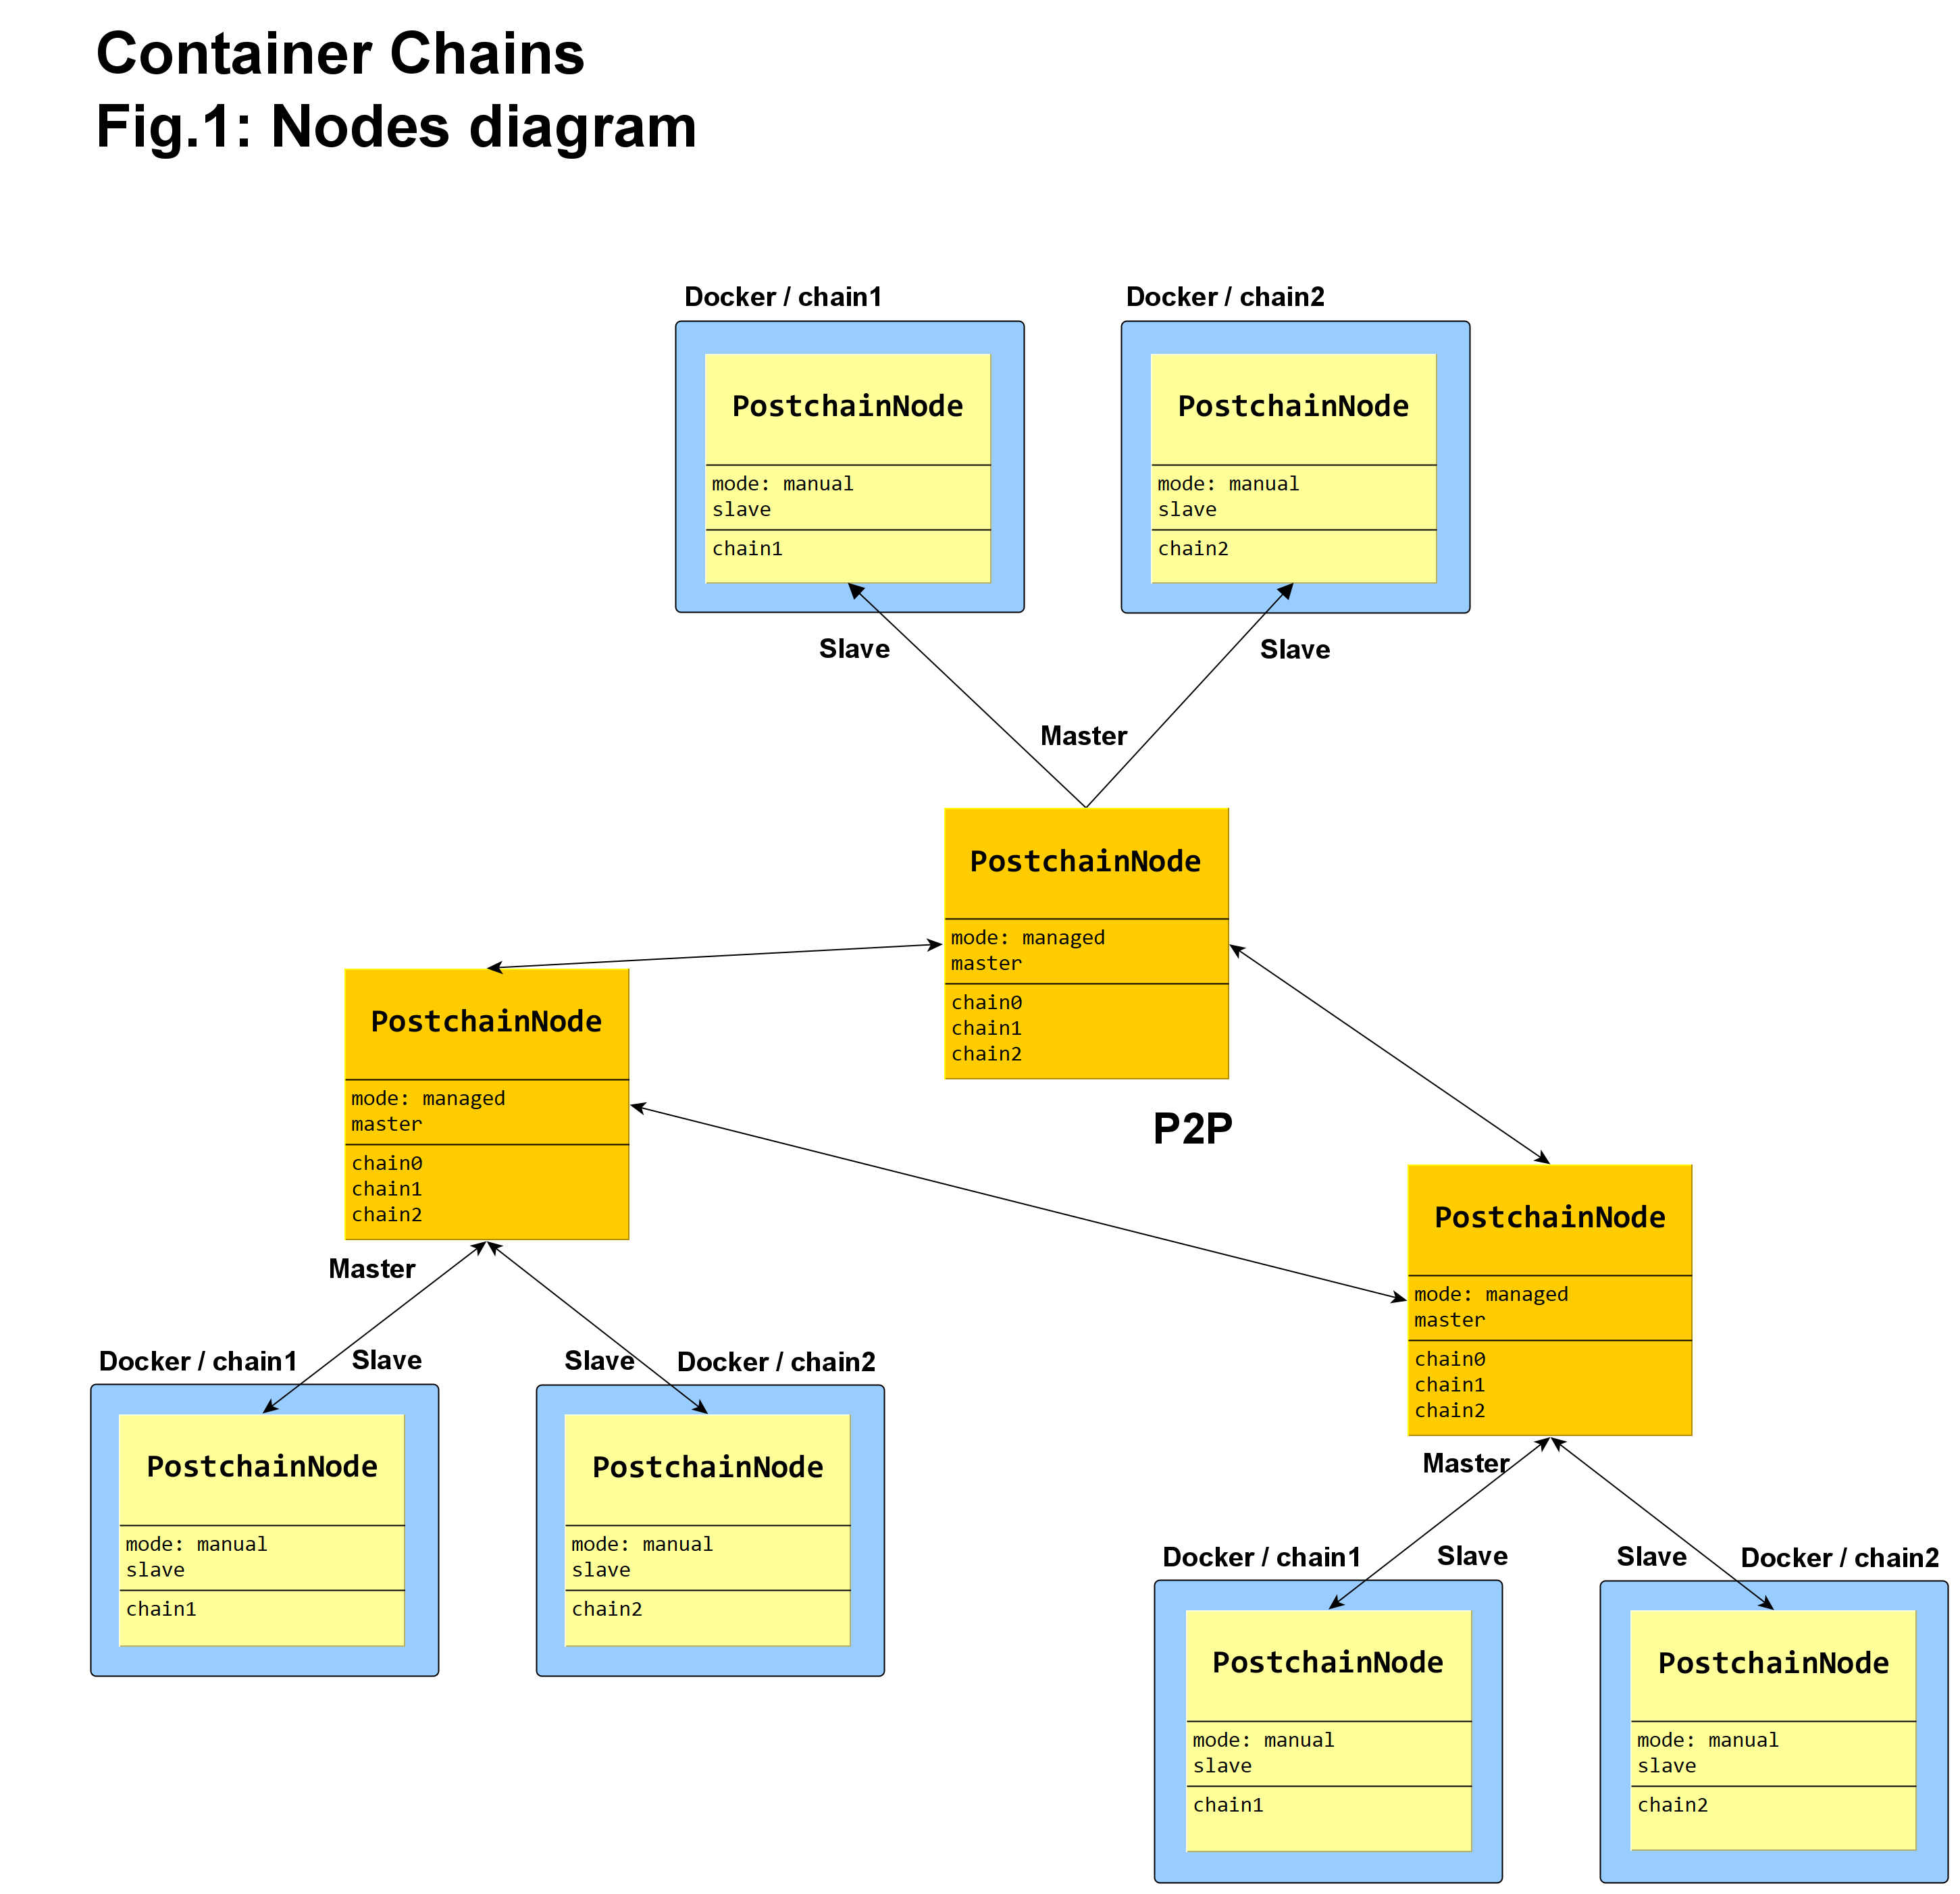 Container Chains
Fig.1: Nodes diagram
Docker / chain1
PostchainNode
mode: manual
slave
chain1
Docker / chain2
PostchainNode
mode: manual
slave
chain2
Slave
Slave
Master
PostchainNode
mode: managed
master
chain0
chain1
chain2
PostchainNode
mode: managed
master
chain0
chain1
chain2
P2P
PostchainNode
mode: managed
master
chain0
chain1
chain2
Master
Docker / chain1
Slave
Slave
Docker / chain2
PostchainNode
mode: manual
slave
chain1
PostchainNode
mode: manual
slave
chain2
Master
Docker / chain1
Slave
Slave
Docker / chain2
PostchainNode
mode: manual
slave
chain1
PostchainNode
mode: manual
slave
chain2